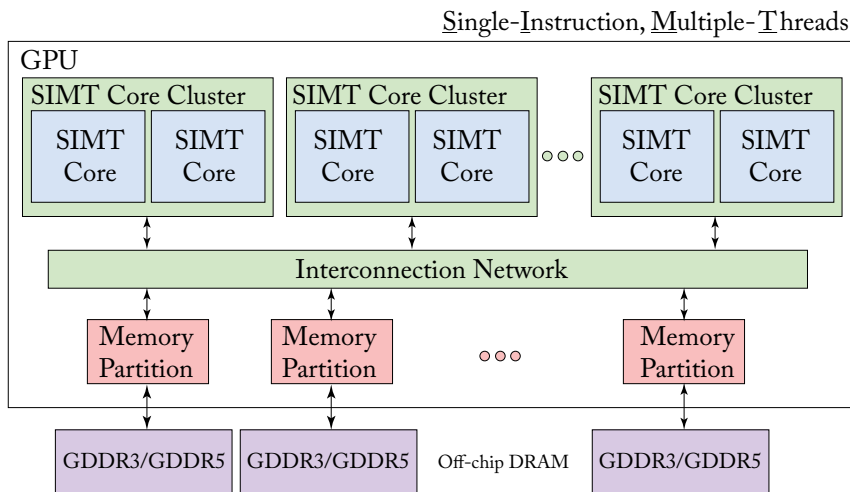 Single-Instruction, Multiple-Threads
GPU
SIMT Core Cluster
SIMT Core
SIMT Core
SIMT Core Cluster
SIMT Core
SIMT Core
SIMT Core Cluster
SIMT Core
SIMT Core
Interconnection Network
Memory
Partition
Memory
Partition
Memory
Partition
GDDR3/GDDR5
GDDR3/GDDR5
Off-chip DRAM
GDDR3/GDDR5